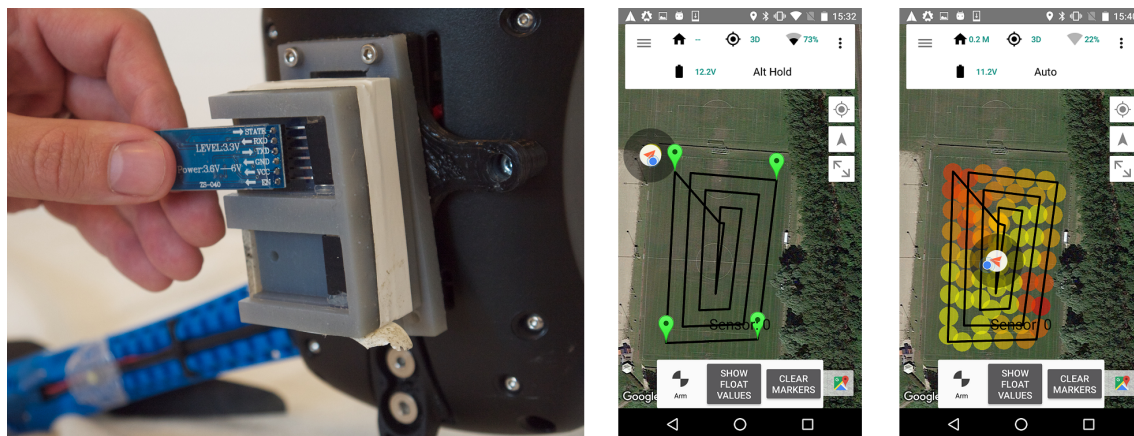 STATE
RXD
LEVEL:3.3V
TXD
GND
Power:3.6V—6V
VCC
ZS-040
EN
15:32
--
3D
73%
12.2V
Alt Hold
Sensor: 0
Google
Arm
SHOW
FLOAT
VALUES
CLEAR
MARKERS
15:40
0.2 M
3D
22%
11.2V
Auto
Sensor: 0
Google
Arm
SHOW
FLOAT
VALUES
CLEAR
MARKERS